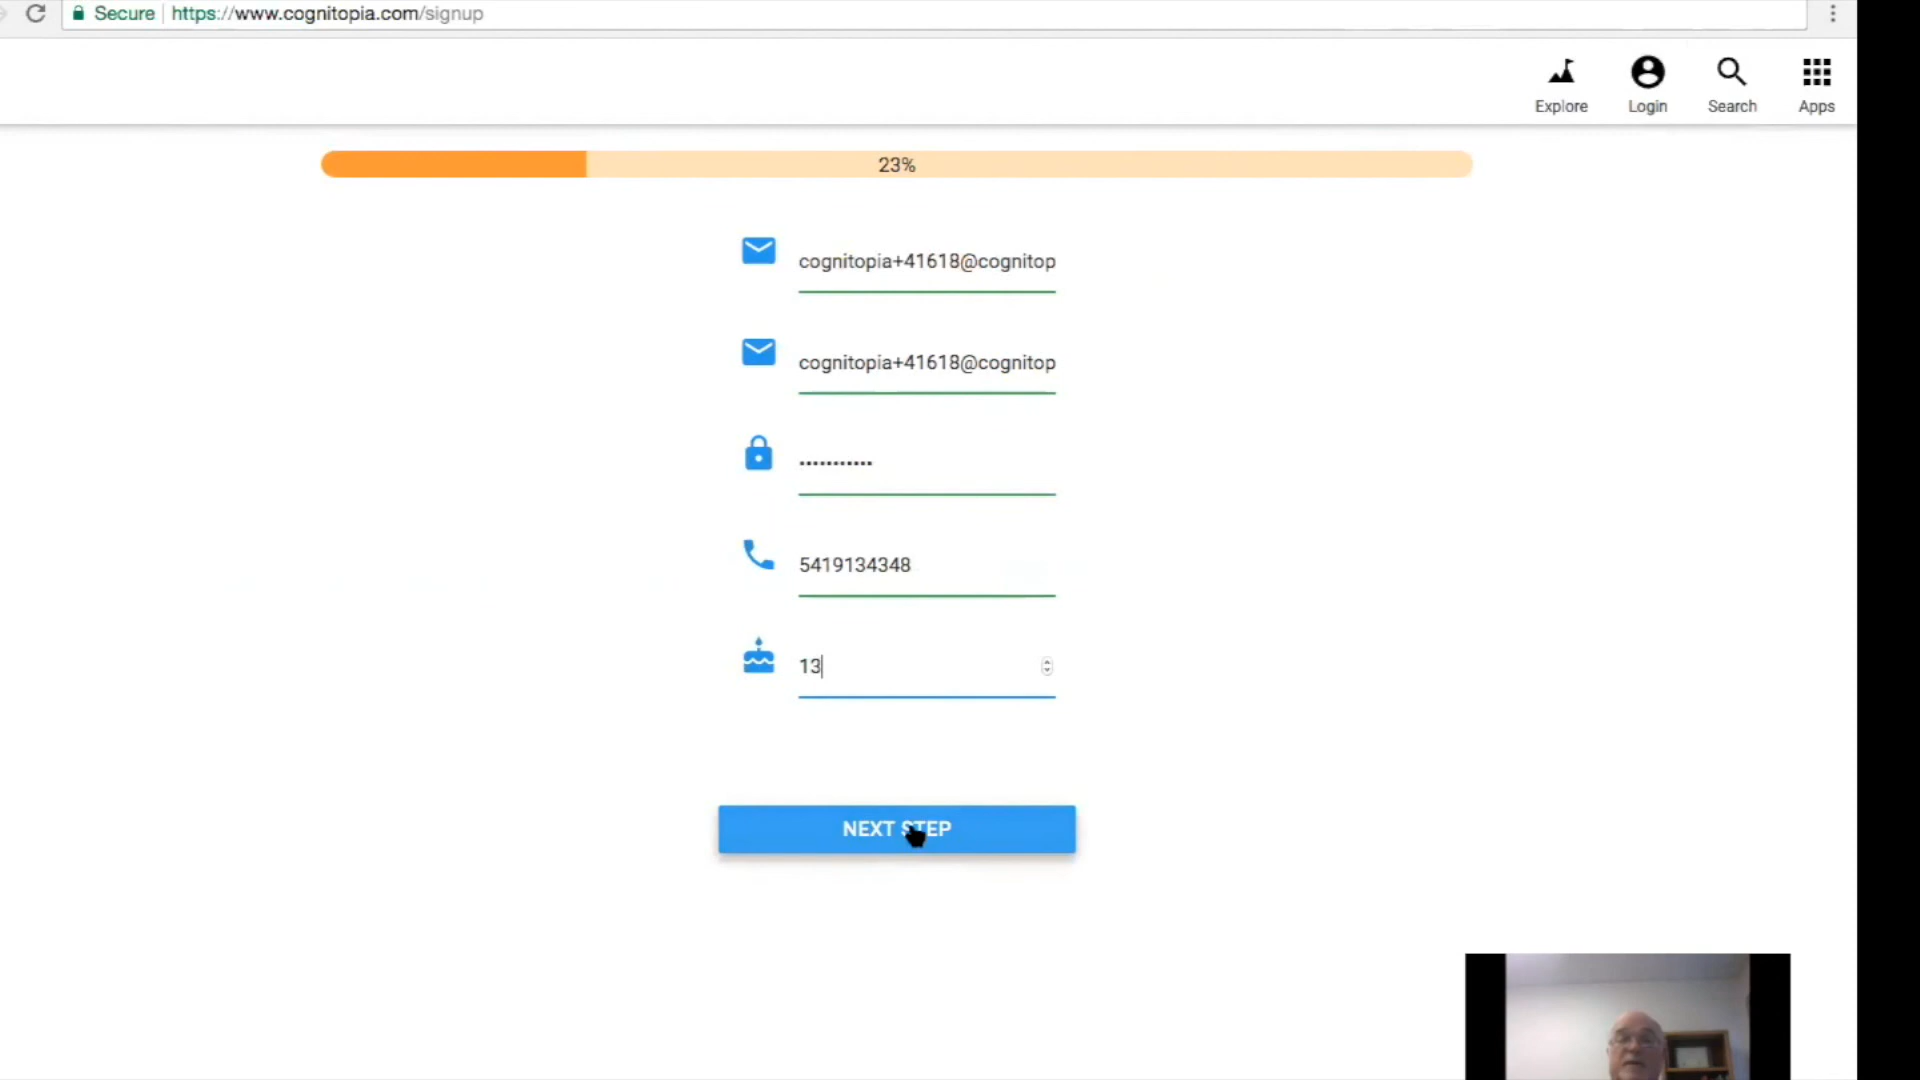 Secure https://www.cognitopia.com/signup
Explore Login Search Apps
23%
cognitopia+41618@cognitop
cognitopia+41618@cognitop
5419134348
13
NEXT STEP